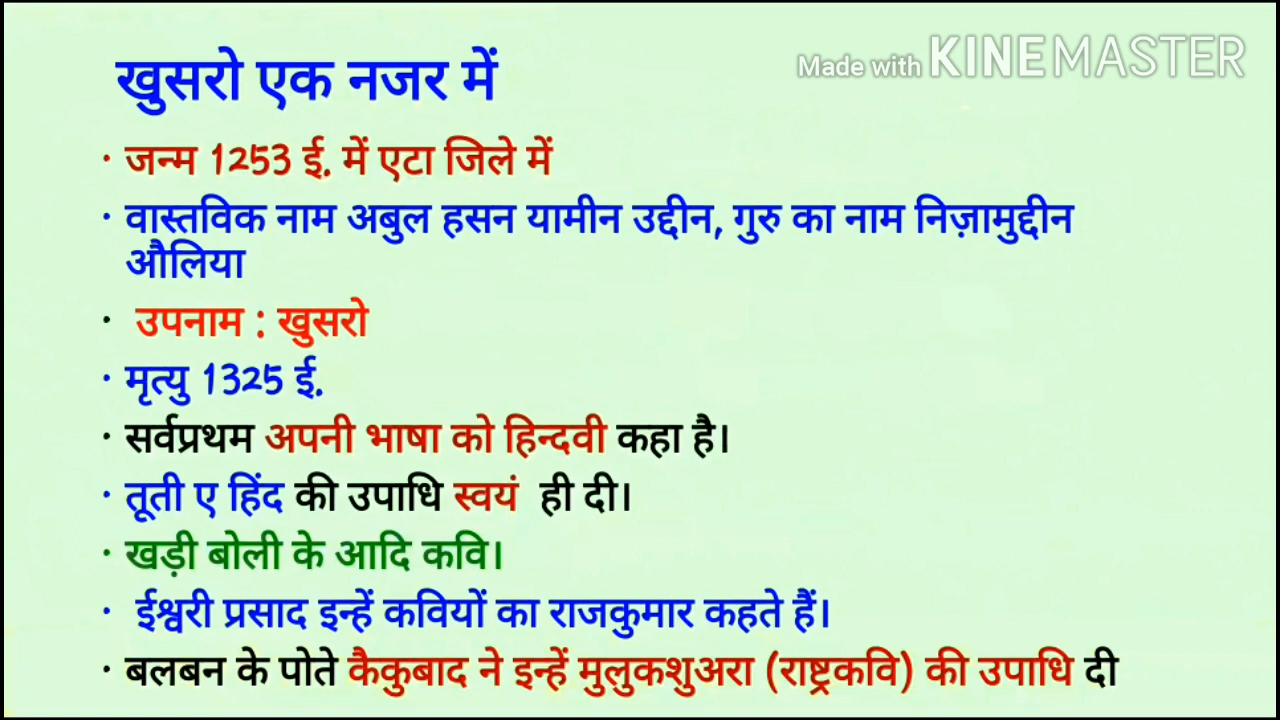 खुसरो एक नजर में
Made with KINEMASTER
· जन्म 1253 ई. में एटा जिले में
· वास्तविक नाम अबुल हसन यामीन उद्दीन, गुरु का नाम निज़ामुद्दीन
औलिया
· उपनाम : खुसरो
· मृत्यु 1325 ई.
· सर्वप्रथम अपनी भाषा को हिन्दवी कहा है।
· तूती ए हिंद की उपाधि स्वयं ही दी।
· खड़ी बोली के आदि कवि।
· ईश्वरी प्रसाद इन्हें कवियों का राजकुमार कहते हैं।
· बलबन के पोते कैकुबाद ने इन्हें मुलुकशुअरा (राष्ट्रकवि) की उपाधि दी